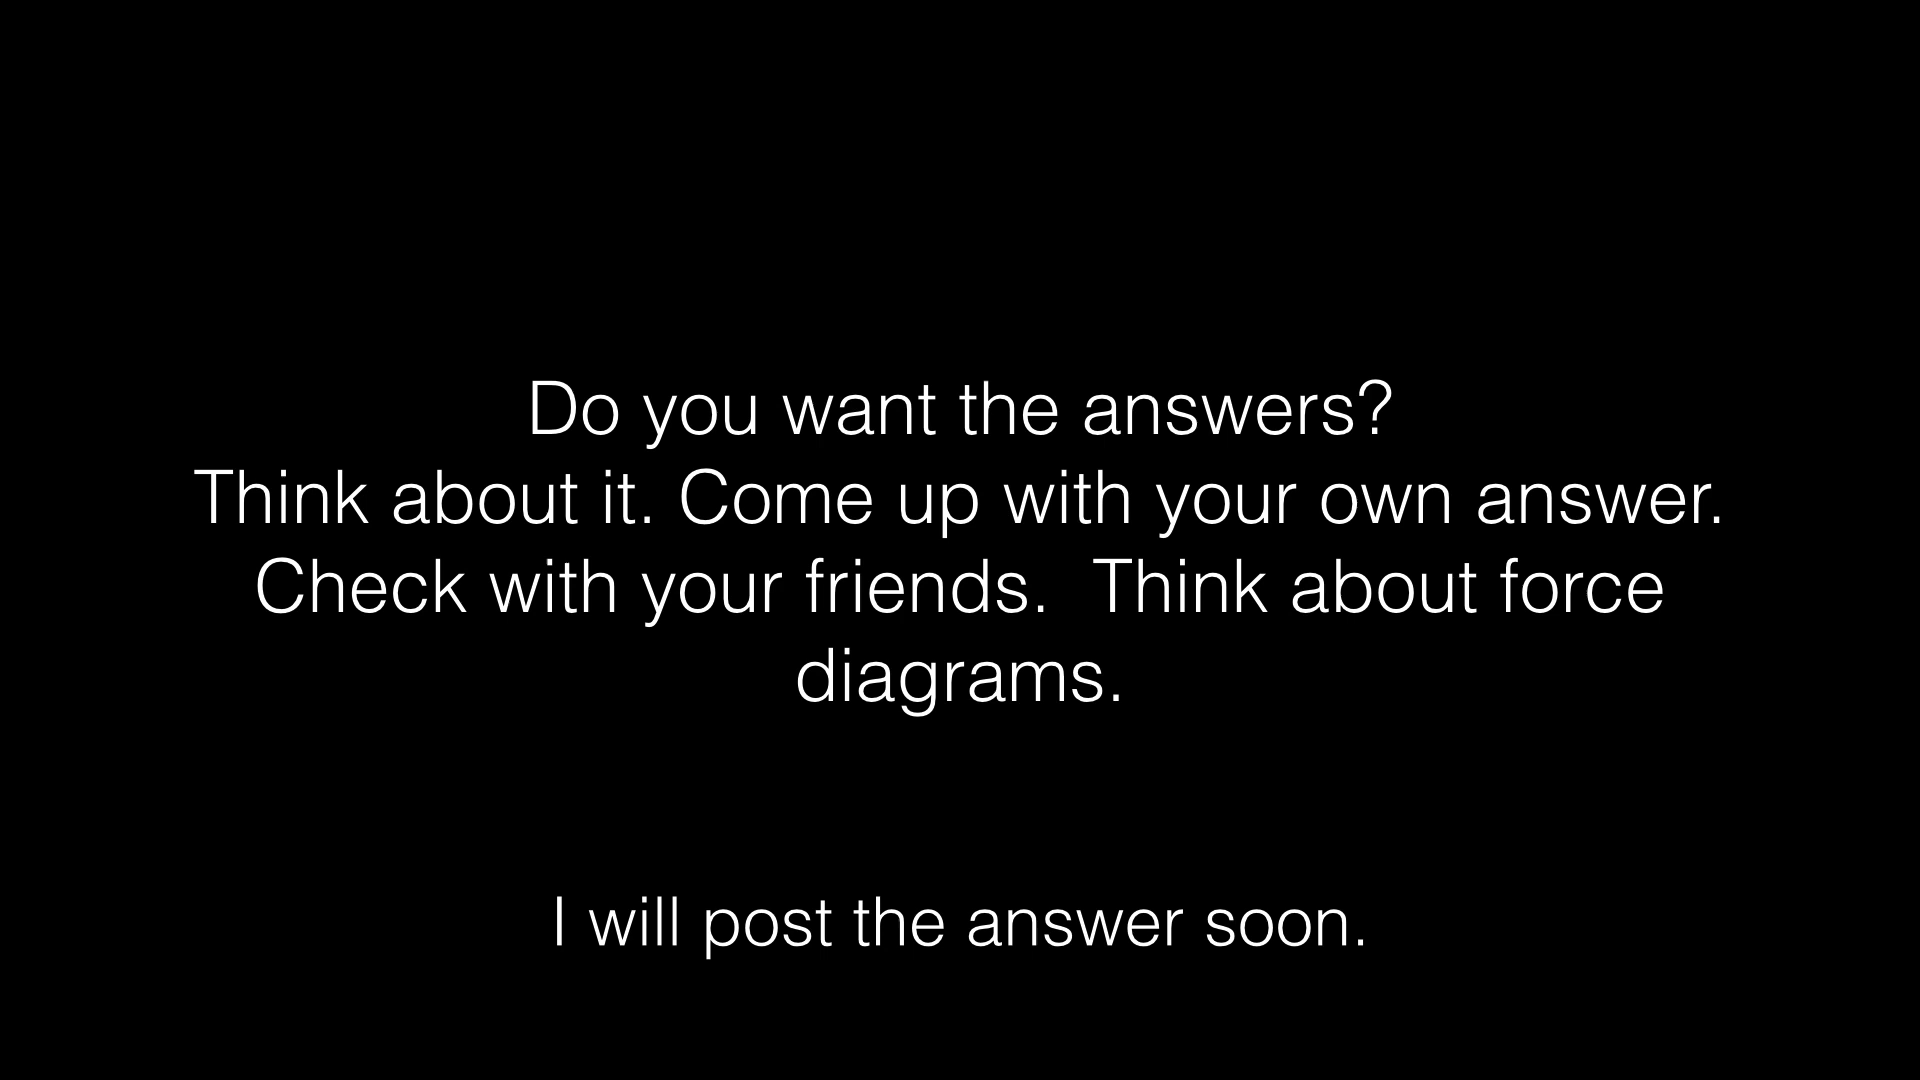 Do you want the answers?
Think about it. Come up with your own answer.
Check with your friends.  Think about force
diagrams.
I will post the answer soon.